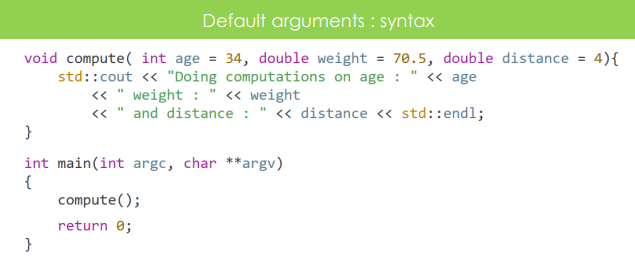 Default arguments : syntax
void compute( int age = 34, double weight = 70.5, double distance = 4){
    std::cout << "Doing computations on age : " << age
        << " weight : " << weight
        << " and distance : " << distance << std::endl;
}
int main(int argc, char **argv)
{
    compute();
    return 0;
}